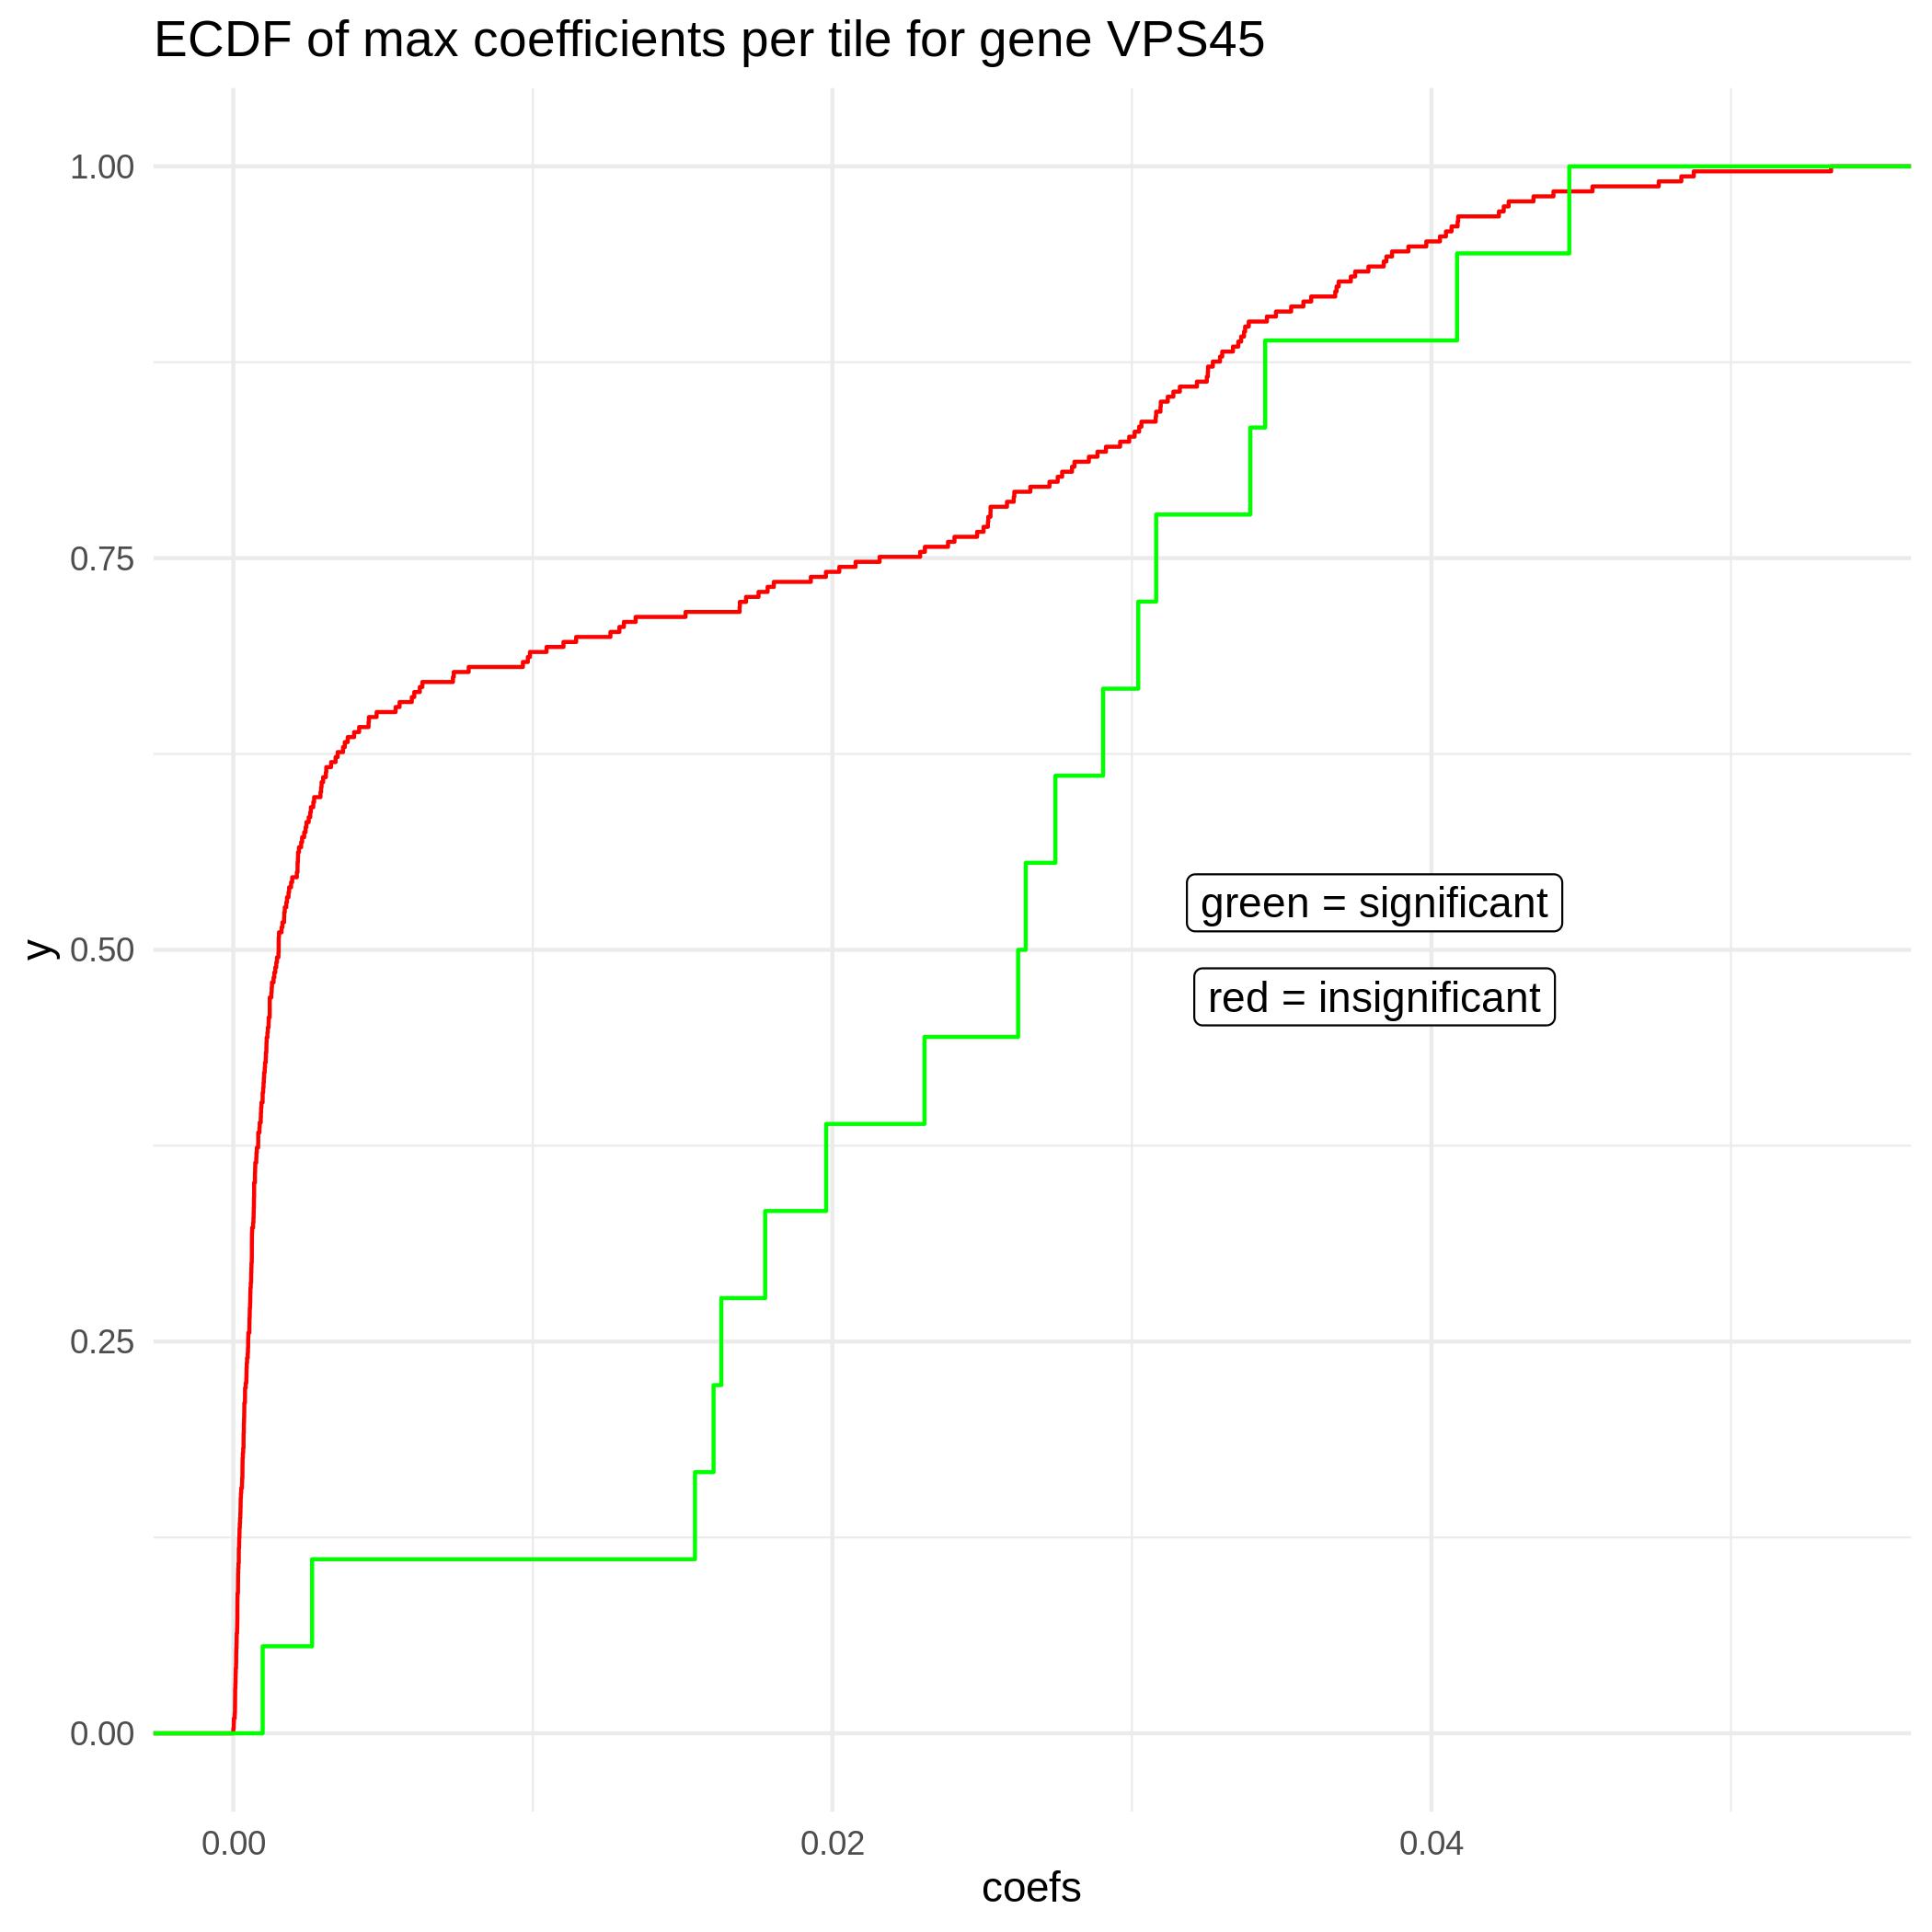 ECDF of max coefficients per tile for gene VPS45
1.00
0.75
0.50
0.25
0.00
y
green = significant
red = insignificant
0.00 0.02 0.04
coefs